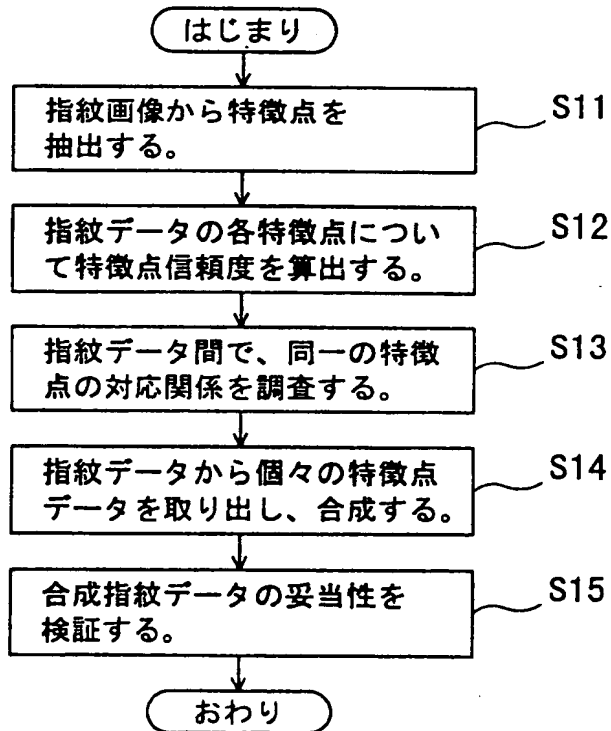 はじまり
指紋画像から特徴点を
抽出する。
S11
指紋データの各特徴点につい
て特徴点信頼度を算出する。
S12
指紋データ間で、同一の特徴
点の対応関係を調査する。
S13
指紋データから個々の特徴点
データを取り出し、合成する。
S14
合成指紋データの妥当性を
検証する。
S15
おわり